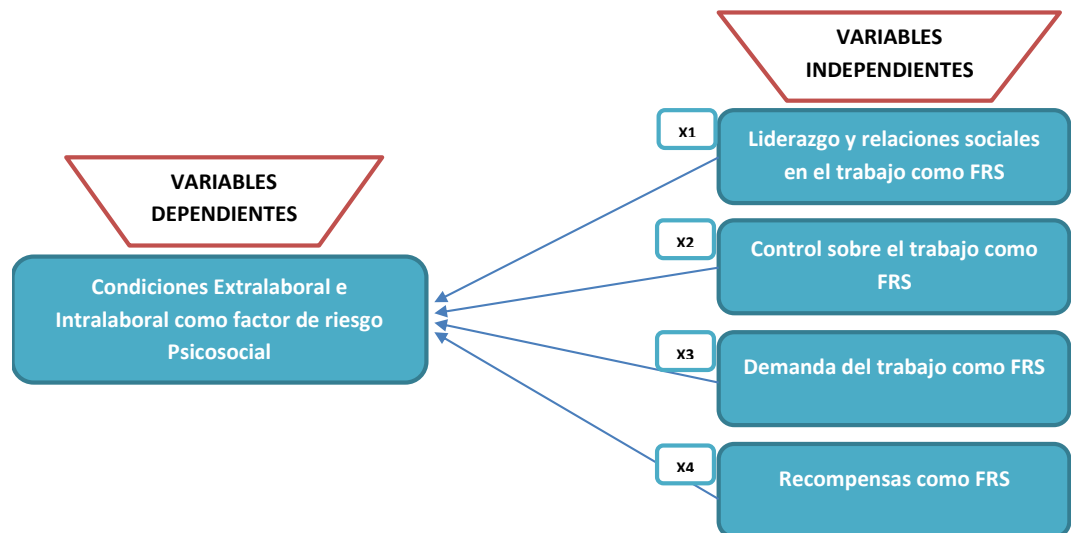 VARIABLES
INDEPENDIENTES
X1
Liderazgo y relaciones sociales
en el trabajo como FRS
VARIABLES
DEPENDIENTES
X2
Control sobre el trabajo como
FRS
Condiciones Extralaboral e
Intralaboral como factor de riesgo
Psicosocial
X3
Demanda del trabajo como FRS
X4
Recompensas como FRS